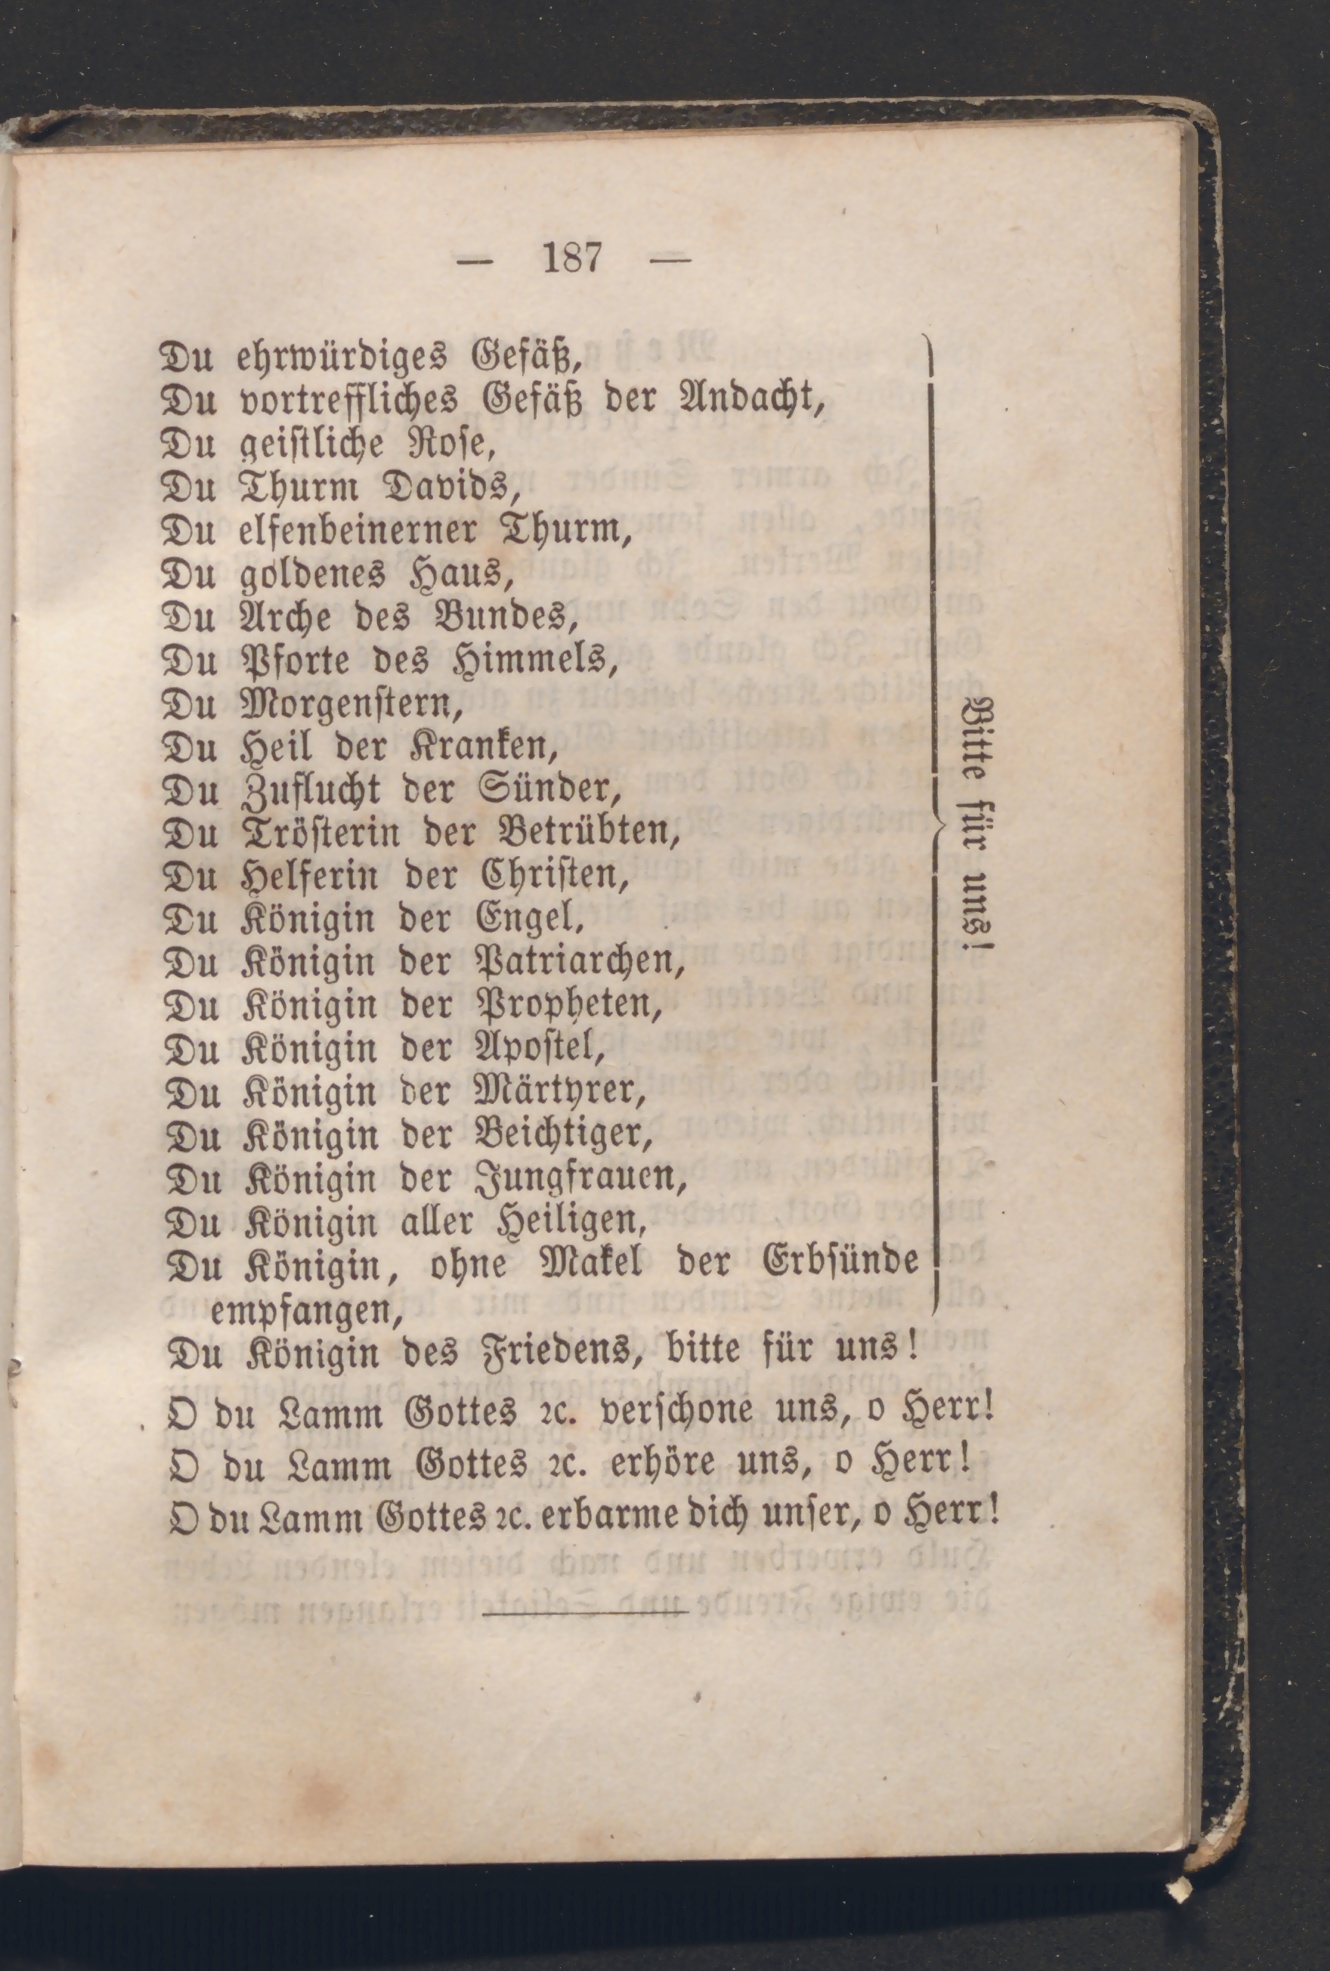 — 187 —
Du ehrwürdiges Gefäß,
Du vortreffliches Gefäß der Andacht,
Du geiſtliche Roſe,
Du Thurm Davids,
Du elfenbeinerner Thurm,
Du goldenes Haus,
Du Arche des Bundes,
Du Pforte des Himmels,
Du Morgenſtern,
Du Heil der Kranken,
Du Zuflucht der Sünder,
Du Tröſterin der Betrübten,
Du Helferin der Chriſten,
Du Königin der Engel,
Du Königin der Patriarchen,
Du Königin der Propheten,
Du Königin der Apoſtel,
Du Königin der Märtyrer,
Du Königin der Beichtiger,
Du Königin der Jungfrauen,
Du Königin aller Heiligen,
Du Königin, ohne Makel der Erbſünde
empfangen,
Bitte für uns!
Du Königin des Friedens, bitte für uns!
O du Lamm Gottes ꝛc. verſchone uns, o Herr!
O du Lamm Gottes ꝛc. erhöre uns, o Herr!
O du Lamm Gottes ꝛc. erbarme dich unſer, o Herr!